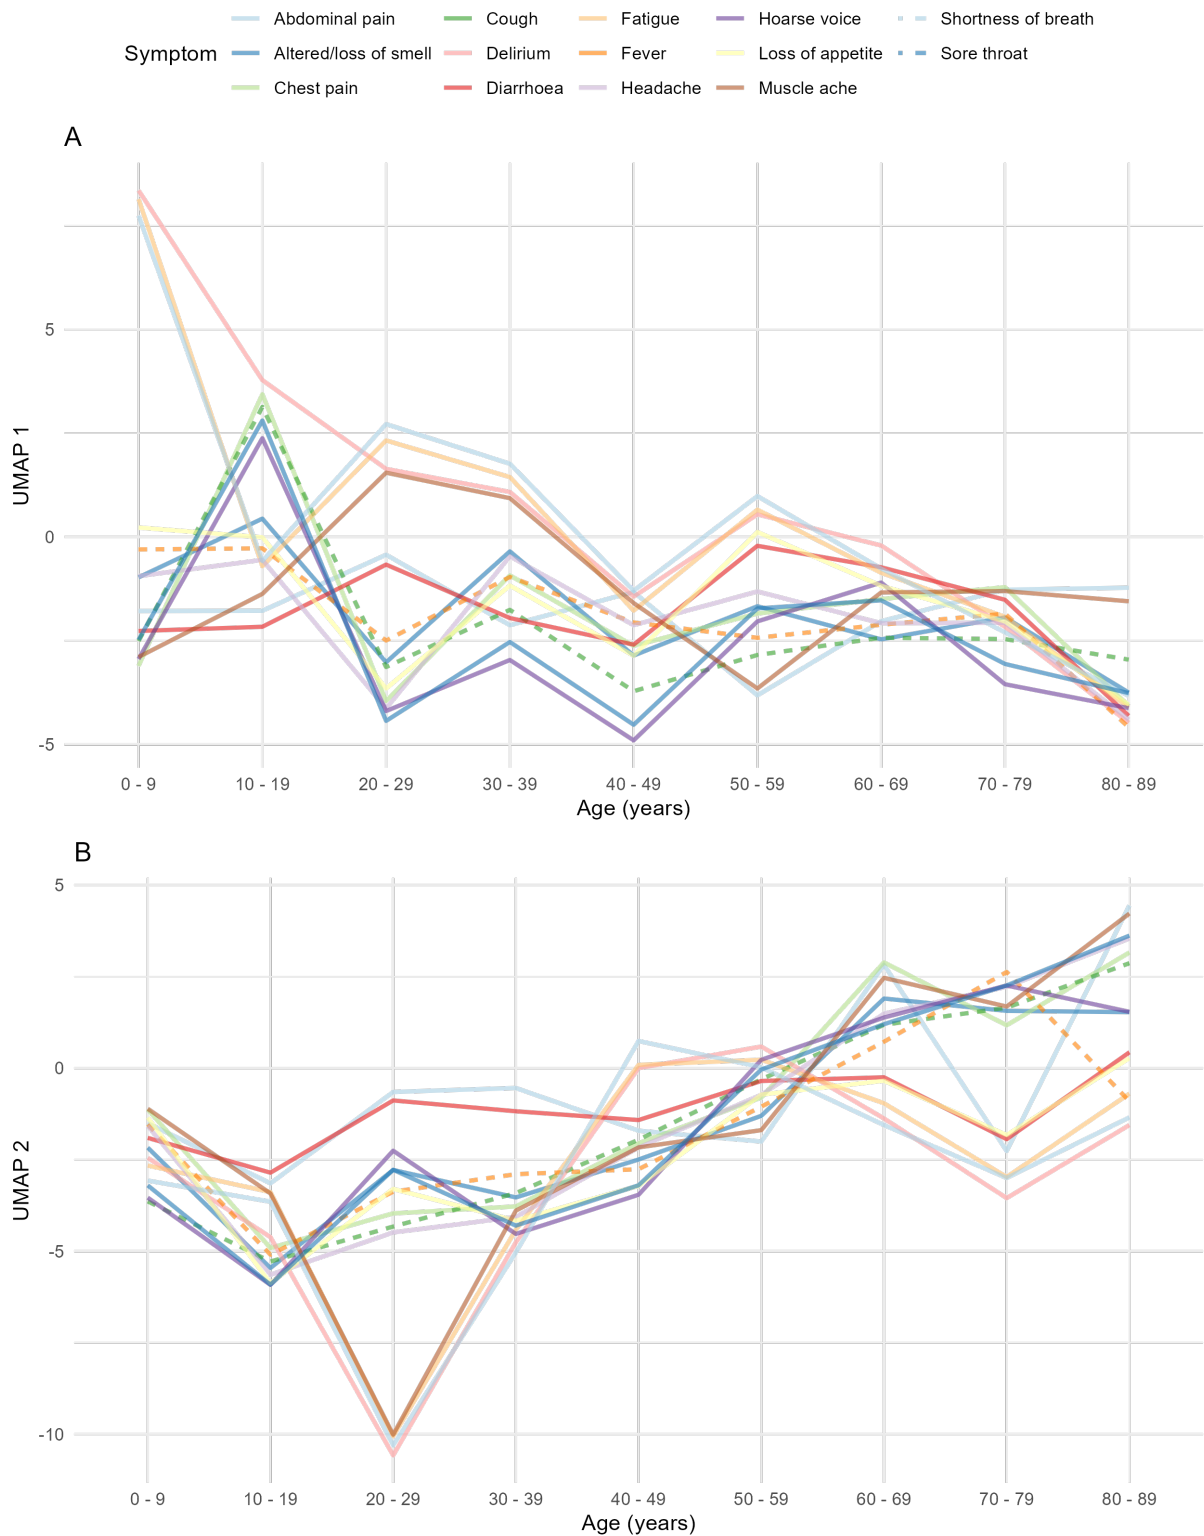 Abdominal pain Cough Fatigue Hoarse voice Shortness of breath
Symptom Altered/loss of smell Delirium Fever Loss of appetite Sore throat
Chest pain Diarrhoea Headache Muscle ache
A
5
0
-5
UMAP 1
0 - 9 10 - 19 20 - 29 30 - 39 40 - 49 50 - 59 60 - 69 70 - 79 80 - 89
Age (years)
B
5
0
-5
-10
UMAP 2
0 - 9 10 - 19 20 - 29 30 - 39 40 - 49 50 - 59 60 - 69 70 - 79 80 - 89
Age (years)